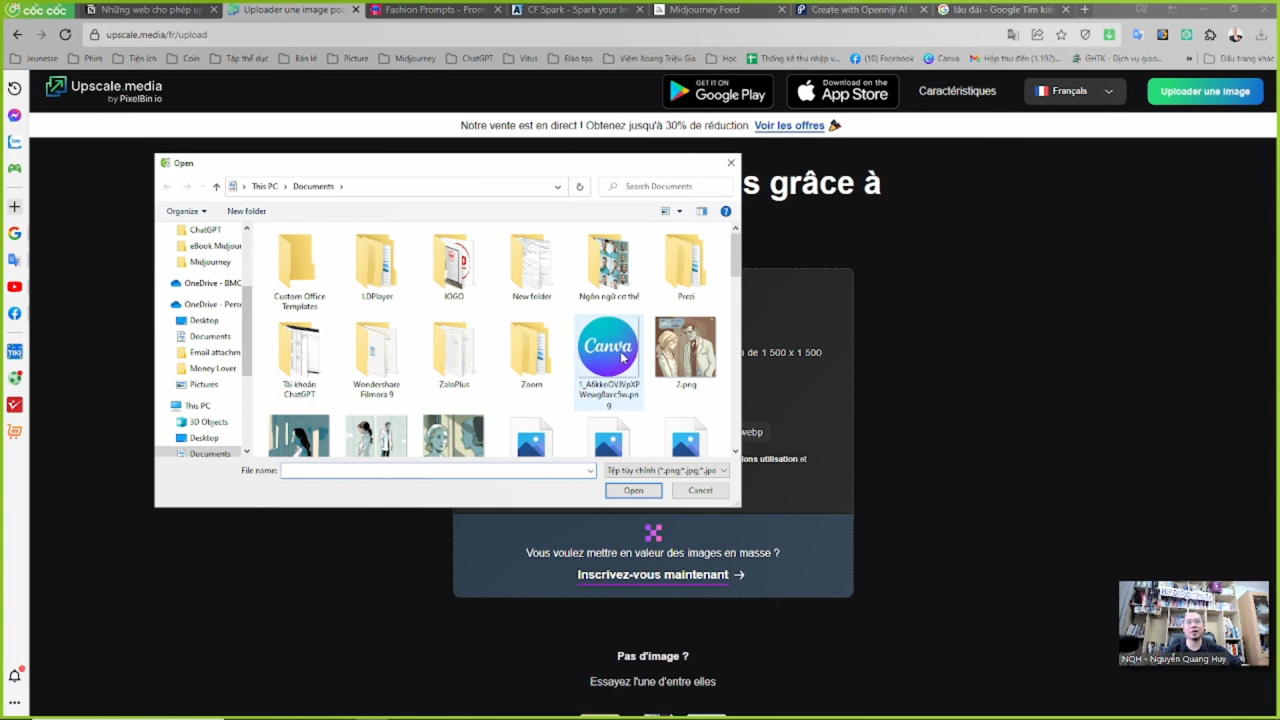 cốc cốc
Những web cho phép up
Uploader une image pou
Fashion Prompts - Promp
CF Spark - Spark your Im
Midjourney Feed
Create with Openniji AI m
lâu đài - Google Tìm kiếm
upscale.media/fr/upload
Jeunesse
Phim
Tiện ích
Coin
Tập thể dục
Bán lẻ
Picture
Midjourney
ChatGPT
Canva
Vitus
Đào tạo
Viêm Xoang Triệu Gia
Học
Thống kê thu nhập v...
(10) Facebook
Canva
Hộp thư đến (1.192)...
GHTK - Dịch vụ giao...
Dấu trang khác
Upscale.media
by PixelBin.io
GET IT ON
Google Play
Download on the
App Store
Caractéristiques
Français
Uploader une image
Notre vente est en direct ! Obtenez jusqu'à 30% de réduction Voir les offres
s grâce à
Open
This PC
Documents
Search Documents
Organize
New folder
ChatGPT
eBook Midjour
Midjourney
OneDrive - BMC
OneDrive - Perso
Desktop
Documents
Email attachm
Money Lover
Pictures
This PC
3D Objects
Desktop
Documents
Custom Office
Templates
LDPlayer
lOGO
New folder
Ngôn ngữ cơ thể
Prezi
Tài khoản
ChatGPT
Wondershare
Filmora 9
ZaloPlus
Zoom
Canva
2.png
File name:
Tệp tùy chỉnh (*.png;*.jpg;*.jpe
Open
Cancel
n de 1 500 x 1 500
webp
ions utilisation et
Vous voulez mettre en valeur des images en masse ?
Inscrivez-vous maintenant →
Pas d'image ?
Essayez l'une d'entre elles
TIKI
NQH - Nguyễn Quang Huy